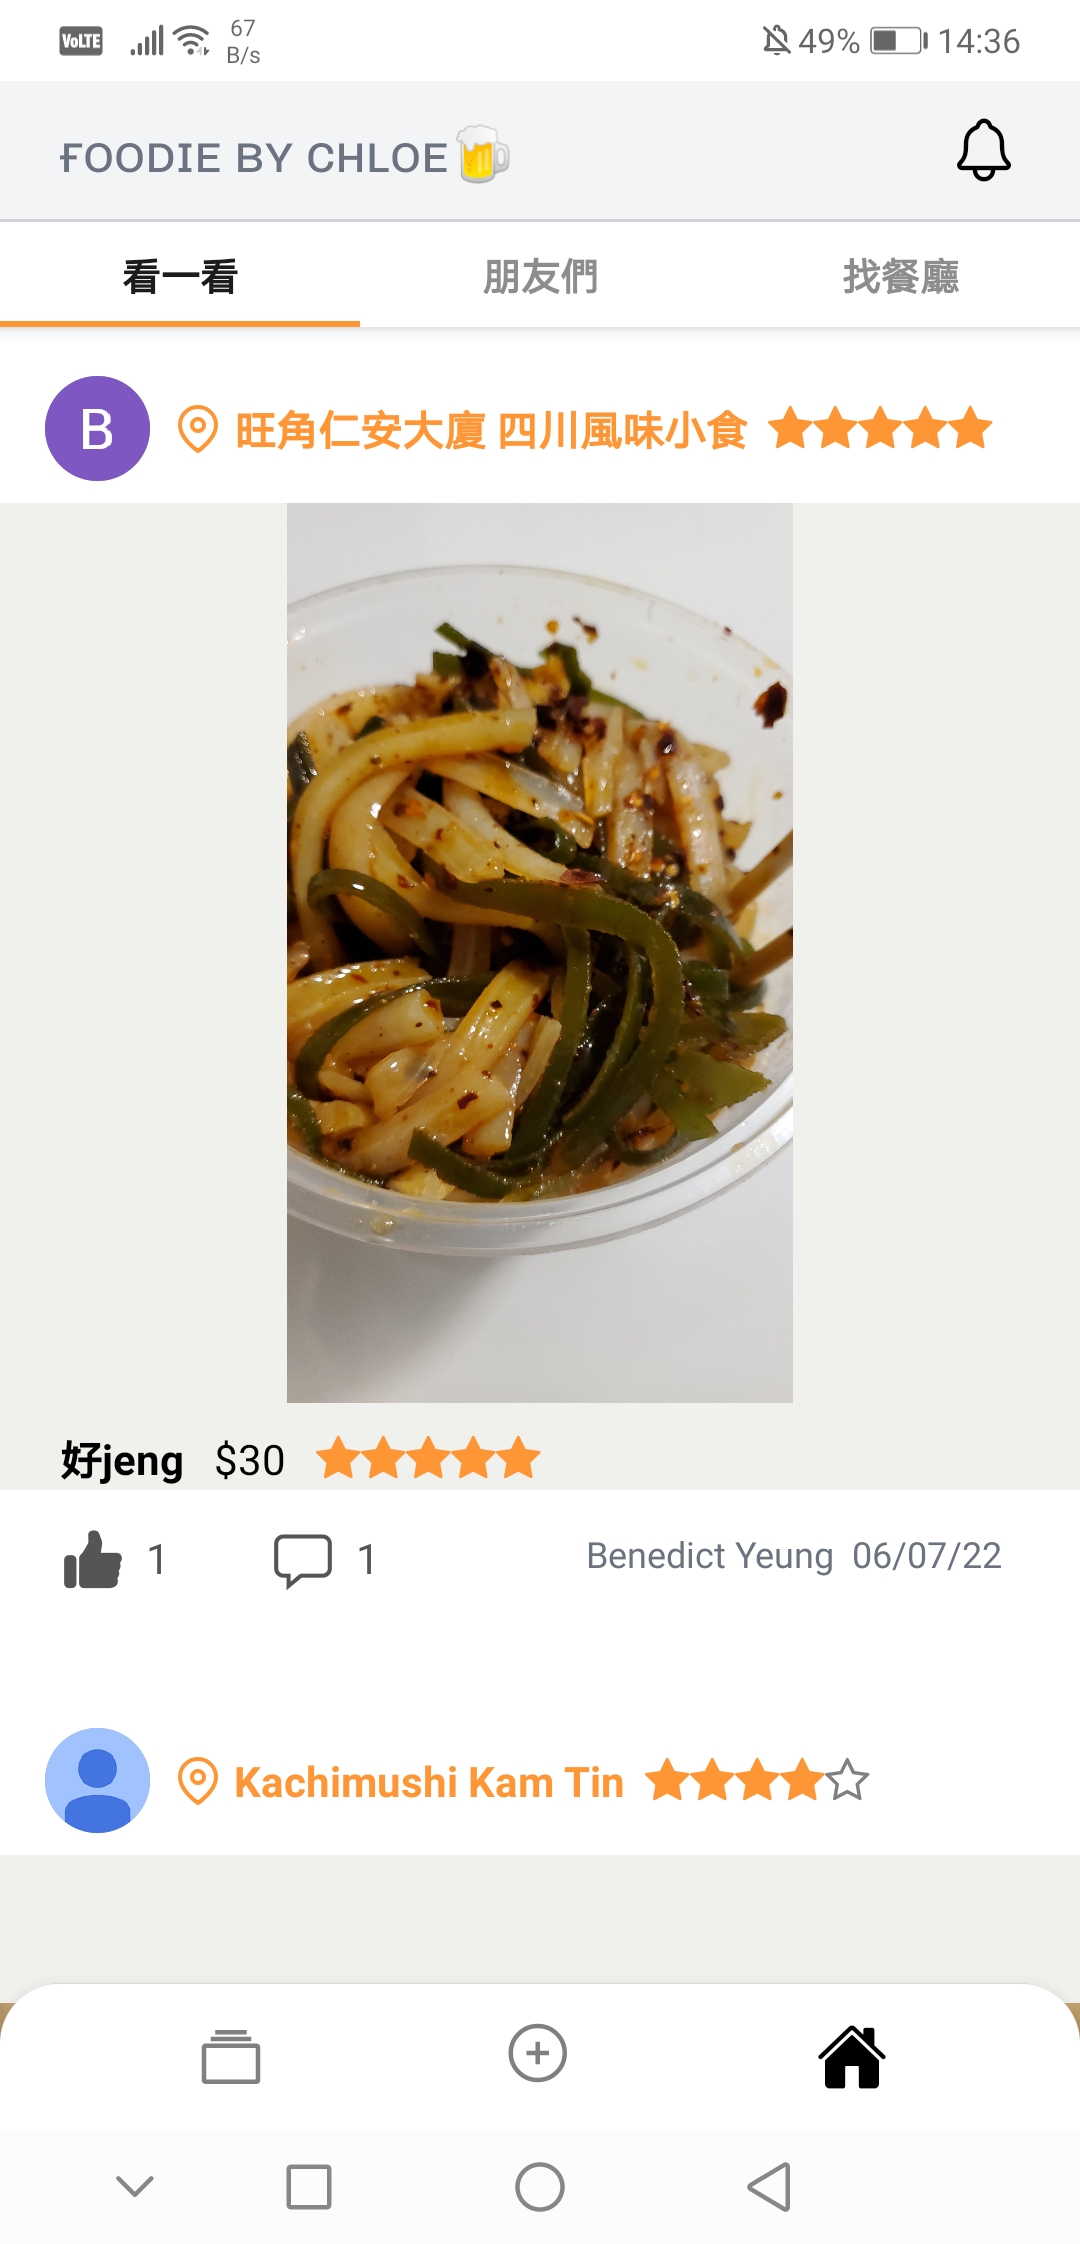 VoLTE 67 B/s 49% 14:36
FOODIE BY CHLOE🍺
看一看 朋友們 找餐廳
B 旺角仁安大廈 四川風味小食
好jeng $30
1 1 Benedict Yeung 06/07/22
Kachimushi Kam Tin